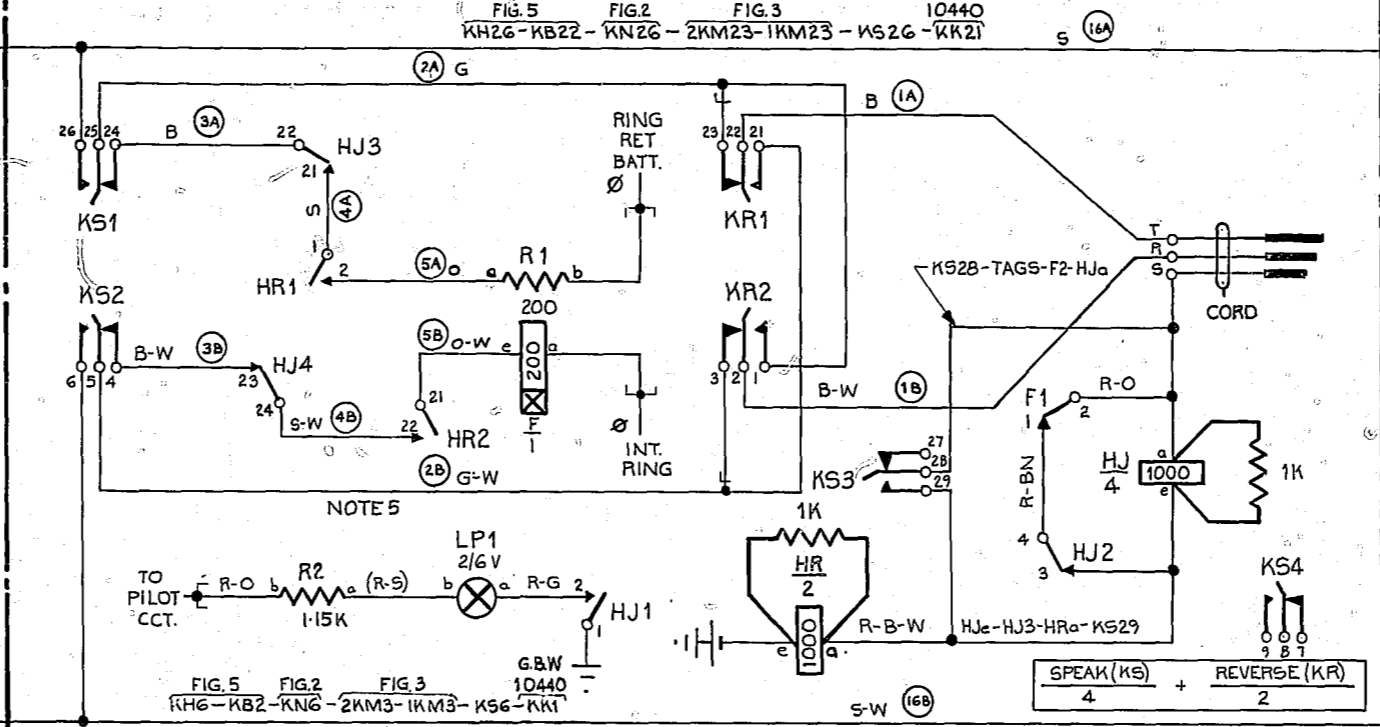 FIG.5 FIG.2 FIG.3 10440
KH26-KB22-KN26-2KM23-1KM23-KS26-KK21
S 16A
2A G
B 1A
26 25 24
B 3A
22
HJ3
21
S 4A
RING
RET
BATT.
Ø
23 22 21
KS1
KR1
1
HR1
2
5A O
a R1 b
200
T
R
S
KS28-TAGS-F2-HJa
CORD
KS2
KR2
B-W 3B
6 5 4
HJ4
23
24
S-W 4B
5B O-W
e 200 a
F
1
21
22 HR2
Ø
INT.
RING
3 2 1
B-W 1B
F1
1 2
R-O
R-BN
2B G-W
NOTE 5
KS3
27
28
29
HJ
4
a
1000
e
1K
4
3
HJ2
1K
HR
2
e 1000 a
R-B-W
HJe-HJ3-HRa-KS29
KS4
9 8 7
TO
PILOT
CCT.
R-O
b R2 a
1·15K
(R-S)
LP1
2/6 V
b a
R-G
2
HJ1
1
G.B.W
FIG.5 FIG.2 FIG.3 10440
KH6-KB2-KN6-2KM3-1KM3-KS6-KK1
S-W 16B
SPEAK (KS) + REVERSE (KR)
4 2